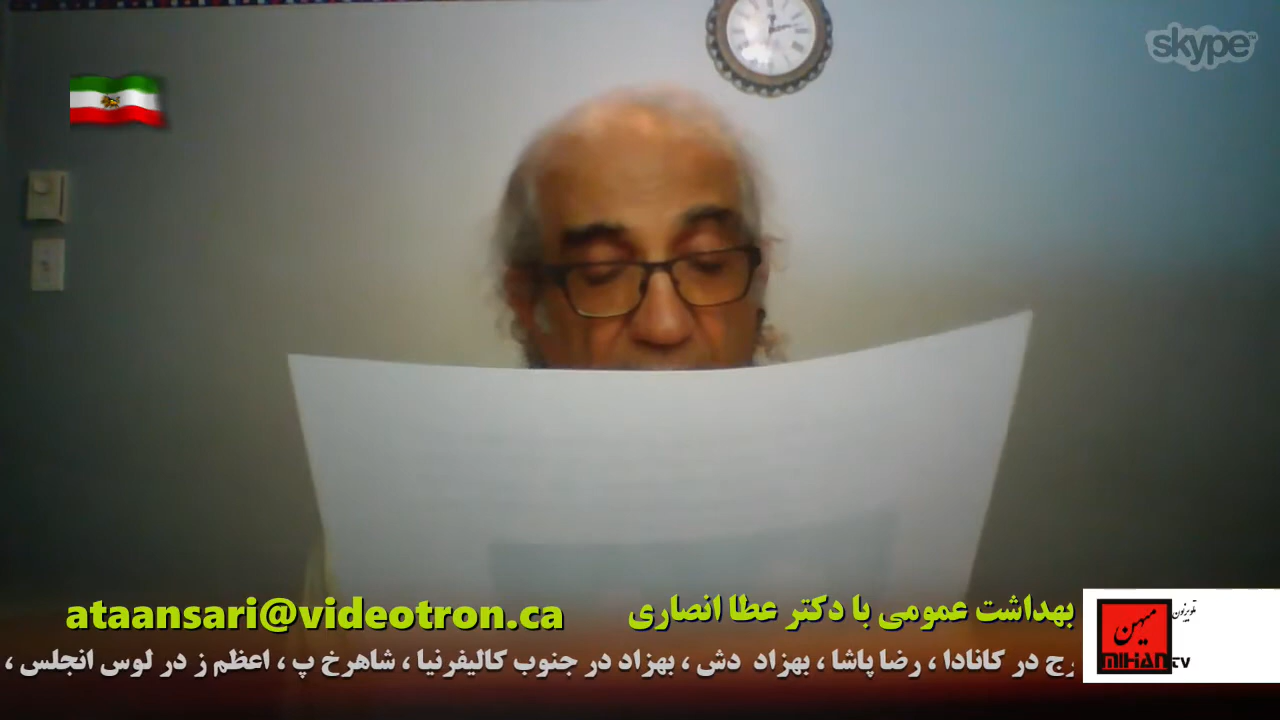 skype™
ataansari@videotron.ca
بهداشت عمومی با دکتر عطا انصاری
رج در کانادا ، رضا پاشا ، بهزاد دش ، بهزاد در جنوب کالیفرنیا ، شاهرخ پ ، اعظم ز در لوس انجلس ،
تلویزیون
میهن
MIHAN TV